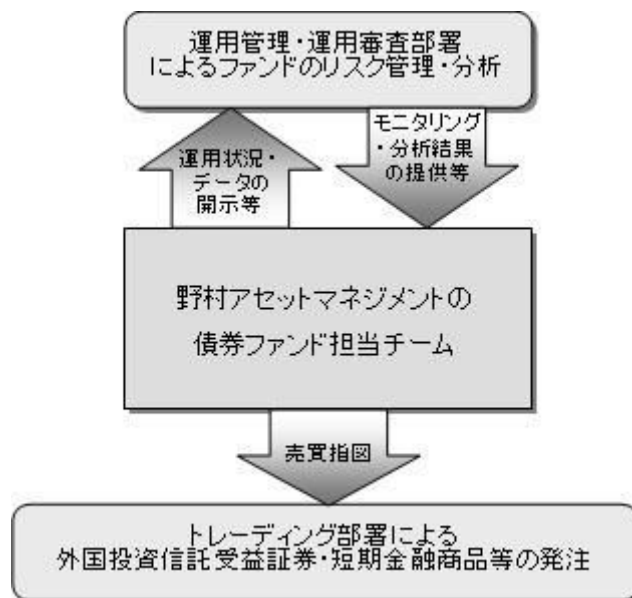 運用管理・運用審査部署
によるファンドのリスク管理・分析
運用状況・
データの
開示等
モニタリング
・分析結果
の提供等
野村アセットマネジメントの
債券ファンド担当チーム
売買指図
トレーディング部署による
外国投資信託受益証券・短期金融商品等の発注